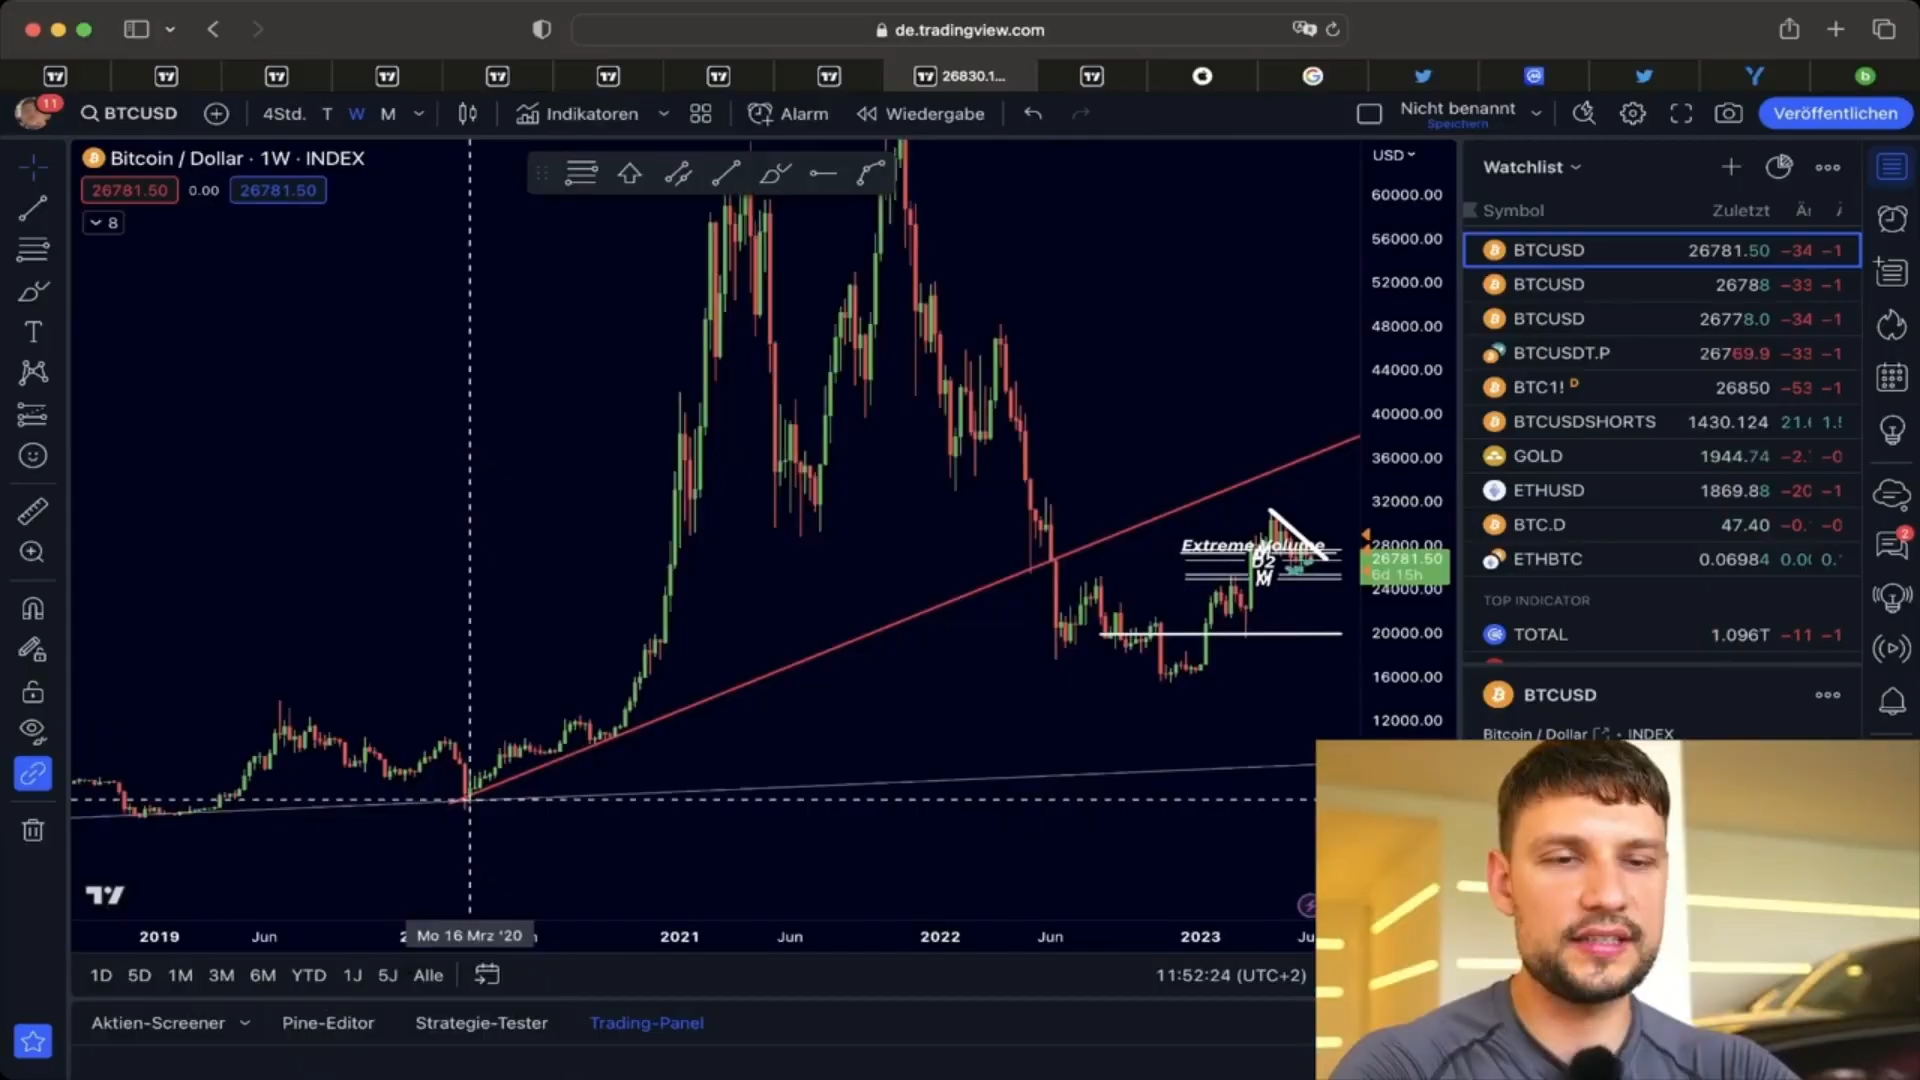 de.tradingview.com
26830.1...
11
BTCUSD
4Std.
T
W
M
Indikatoren
Alarm
Wiedergabe
Nicht benannt
Speichern
Veröffentlichen
Bitcoin / Dollar · 1W · INDEX
26781.50
0.00
26781.50
8
USD
60000.00
56000.00
52000.00
48000.00
44000.00
40000.00
36000.00
32000.00
28000.00
26781.50
6d 15h
24000.00
20000.00
16000.00
12000.00
Extreme Volume
2019
Jun
Mo 16 Mrz '20
2021
Jun
2022
Jun
2023
1D 5D 1M 3M 6M YTD 1J 5J Alle
11:52:24 (UTC+2)
Aktien-Screener
Pine-Editor
Strategie-Tester
Trading-Panel
Watchlist
Symbol Zuletzt
BTCUSD 26781.50 −34 −1
BTCUSD 26788 −33 −1
BTCUSD 26778.0 −34 −1
BTCUSDT.P 26769.9 −33 −1
BTC1! D 26850 −53 −1
BTCUSDSHORTS 1430.124
GOLD 1944.74
ETHUSD 1869.88
BTC.D 47.40
ETHBTC 0.06984
TOP INDICATOR
TOTAL 1.096T −11 −1
BTCUSD
Bitcoin / Dollar · INDEX
2